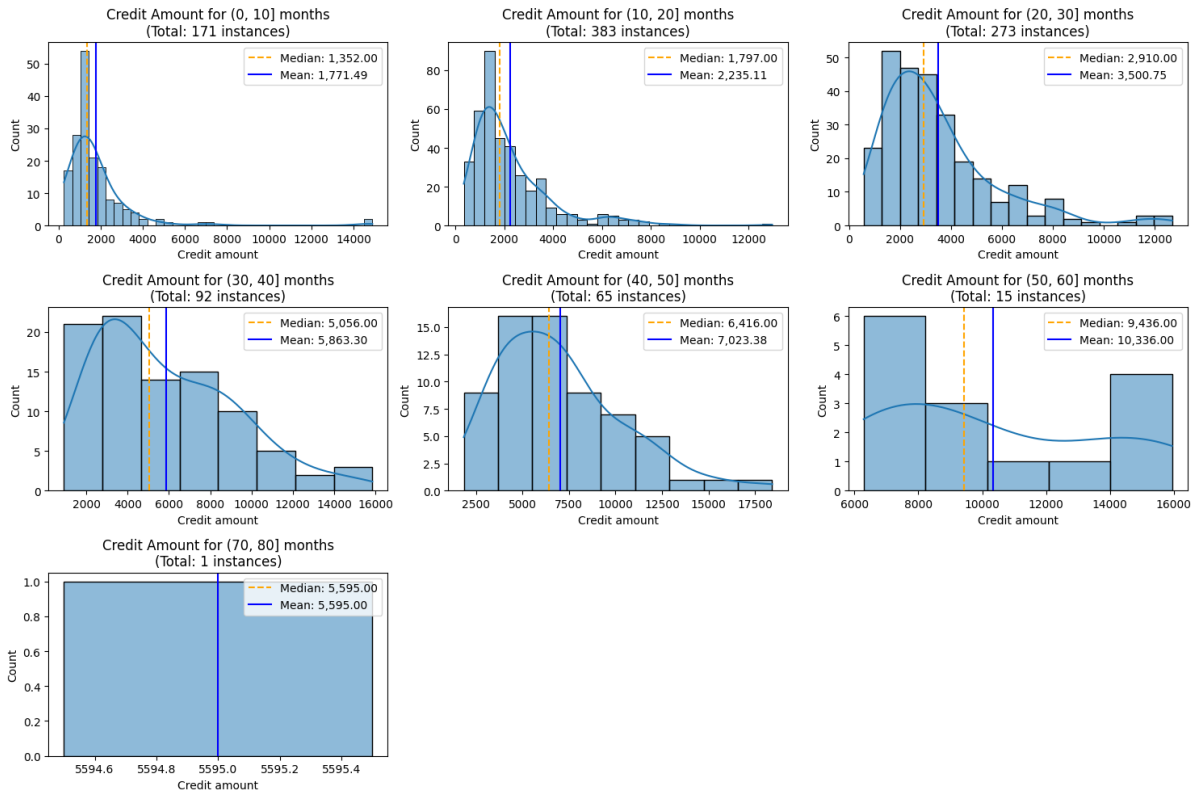 Credit Amount for (0, 10] months
(Total: 171 instances)
Median: 1,352.00
Mean: 1,771.49
50
40
30
20
10
0
Count
0 2000 4000 6000 8000 10000 12000 14000
Credit amount
Credit Amount for (10, 20] months
(Total: 383 instances)
Median: 1,797.00
Mean: 2,235.11
80
60
40
20
0
Count
0 2000 4000 6000 8000 10000 12000
Credit amount
Credit Amount for (20, 30] months
(Total: 273 instances)
Median: 2,910.00
Mean: 3,500.75
50
40
30
20
10
0
Count
0 2000 4000 6000 8000 10000 12000
Credit amount
Credit Amount for (30, 40] months
(Total: 92 instances)
Median: 5,056.00
Mean: 5,863.30
20
15
10
5
0
Count
2000 4000 6000 8000 10000 12000 14000 16000
Credit amount
Credit Amount for (40, 50] months
(Total: 65 instances)
Median: 6,416.00
Mean: 7,023.38
15.0
12.5
10.0
7.5
5.0
2.5
0.0
Count
2500 5000 7500 10000 12500 15000 17500
Credit amount
Credit Amount for (50, 60] months
(Total: 15 instances)
Median: 9,436.00
Mean: 10,336.00
6
5
4
3
2
1
0
Count
6000 8000 10000 12000 14000 16000
Credit amount
Credit Amount for (70, 80] months
(Total: 1 instances)
Median: 5,595.00
Mean: 5,595.00
1.0
0.8
0.6
0.4
0.2
0.0
Count
5594.6 5594.8 5595.0 5595.2 5595.4
Credit amount